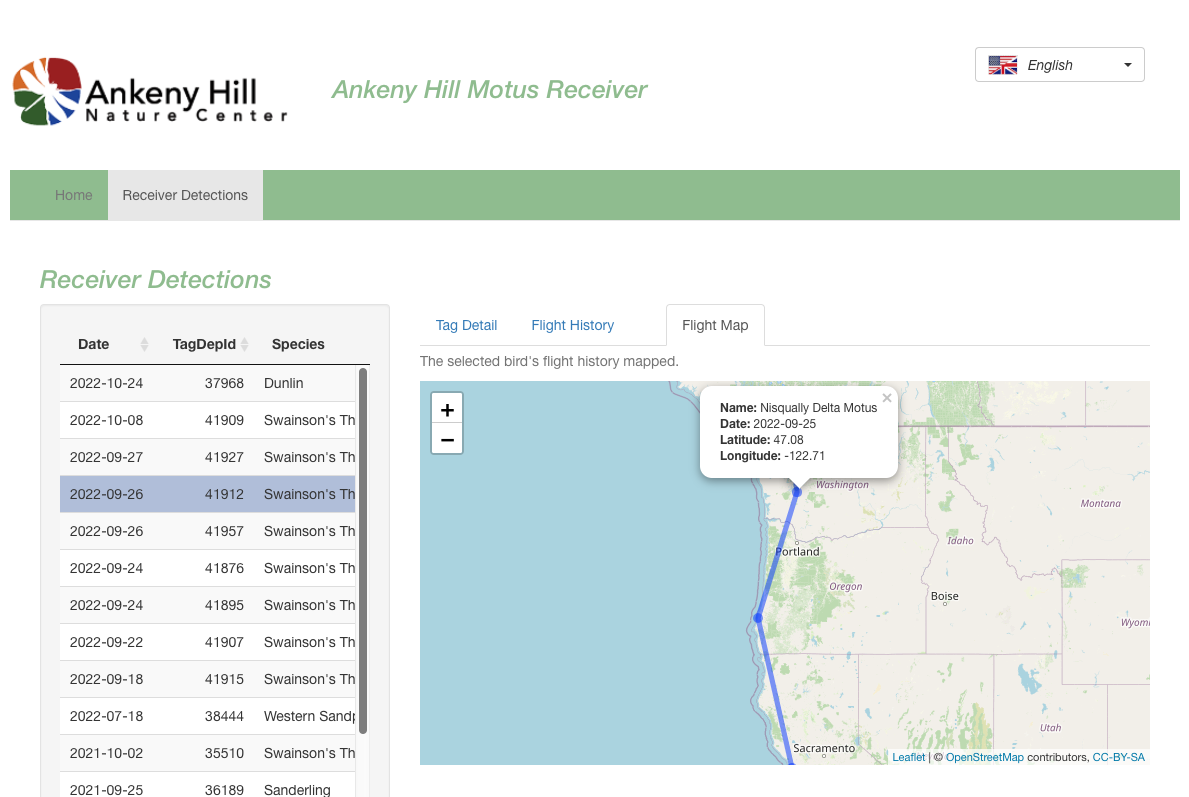 Ankeny Hill
Nature Center
Ankeny Hill Motus Receiver
English
Home
Receiver Detections
Receiver Detections
Date TagDepId Species
2022-10-24 37968 Dunlin
2022-10-08 41909 Swainson's Th
2022-09-27 41927 Swainson's Th
2022-09-26 41912 Swainson's Th
2022-09-26 41957 Swainson's Th
2022-09-24 41876 Swainson's Th
2022-09-24 41895 Swainson's Th
2022-09-22 41907 Swainson's Th
2022-09-18 41915 Swainson's Th
2022-07-18 38444 Western Sandp
2021-10-02 35510 Swainson's Th
2021-09-25 36189 Sanderling
Tag Detail
Flight History
Flight Map
The selected bird's flight history mapped.
+
−
×
Name: Nisqually Delta Motus
Date: 2022-09-25
Latitude: 47.08
Longitude: -122.71
Washington
Montana
Portland
Idaho
Oregon
Boise
Wyomi
Utah
Sacramento
Leaflet | © OpenStreetMap contributors, CC-BY-SA